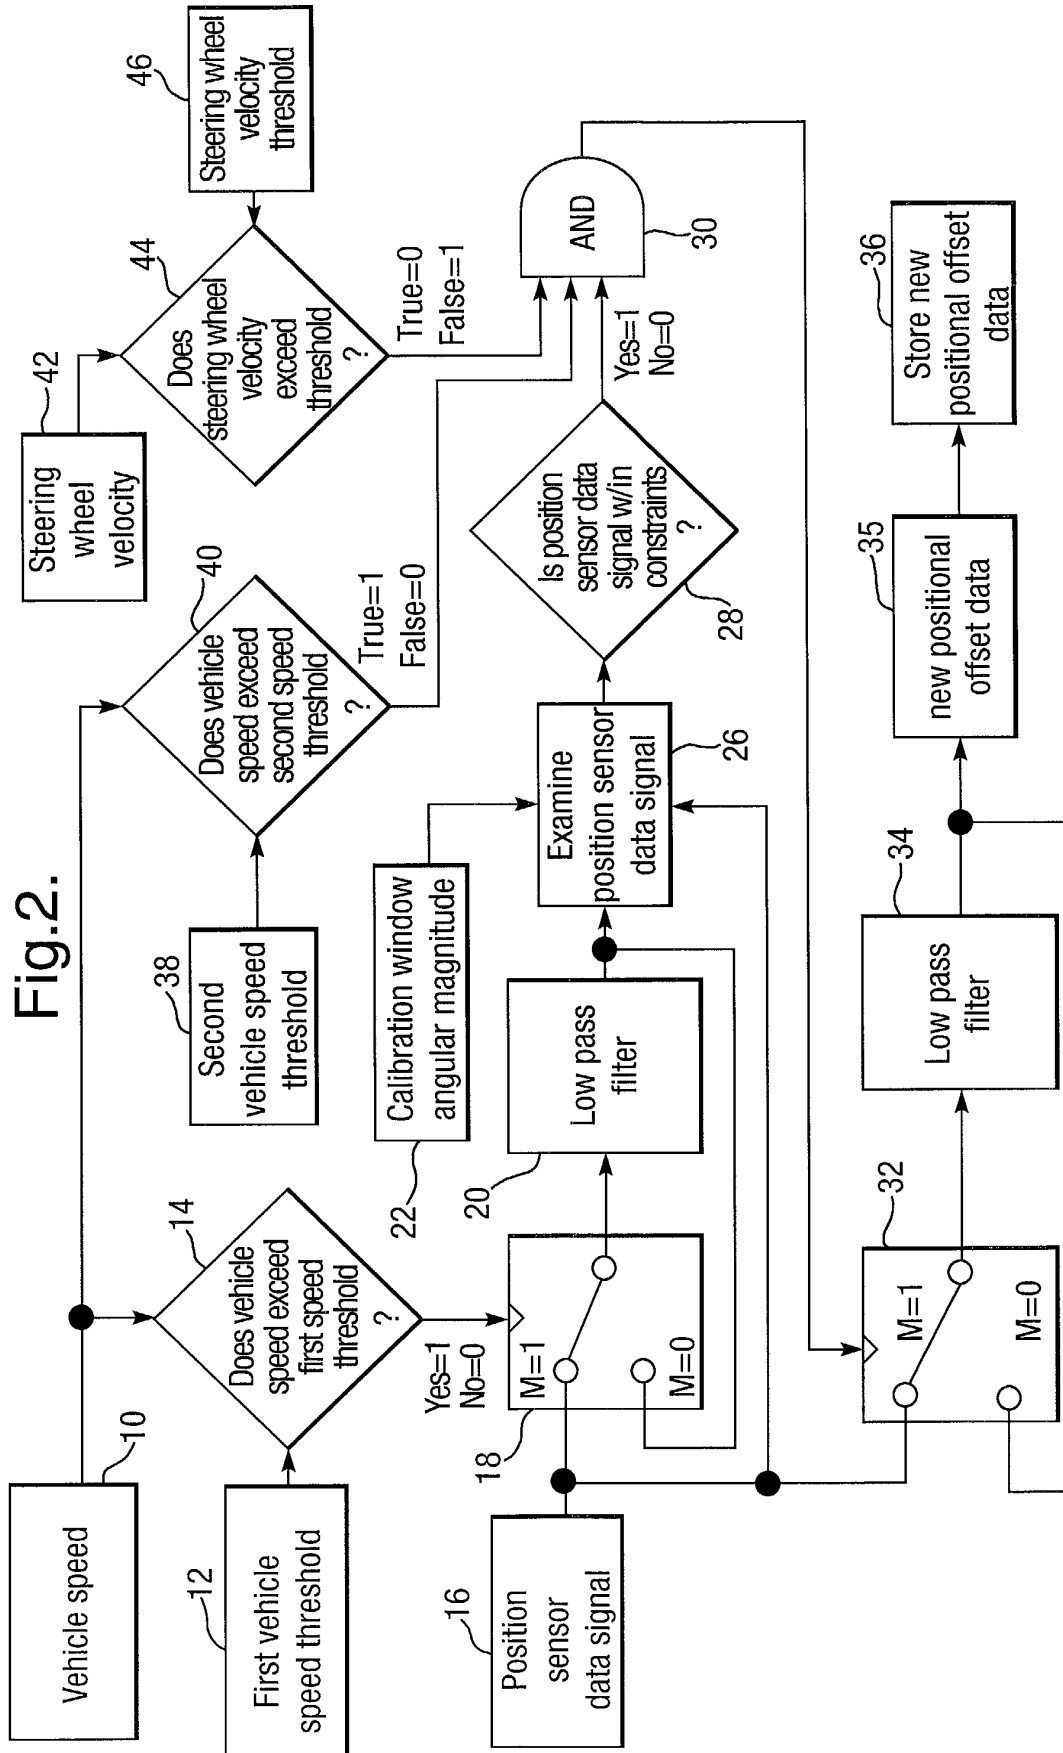 Fig.2.
Vehicle speed
10
First vehicle
speed threshold
12
Does vehicle
speed exceed
first speed
threshold
?
14
Yes=1
No=0
Second
vehicle speed
threshold
38
Does vehicle
speed exceed
second speed
threshold
?
40
True=1
False=0
Steering
wheel
velocity
42
Does
steering wheel
velocity
exceed
threshold
?
44
True=0
False=1
Steering wheel
velocity
threshold
46
Position
sensor
data signal
16
M=1
M=0
18
Low pass
filter
20
Calibration window
angular magnitude
22
Examine
position sensor
data signal
26
Is position
sensor data
signal w/in
constraints
?
28
Yes=1
No=0
AND
30
M=1
M=0
32
Low pass
filter
34
new positional
offset data
35
Store new
positional offset
data
36